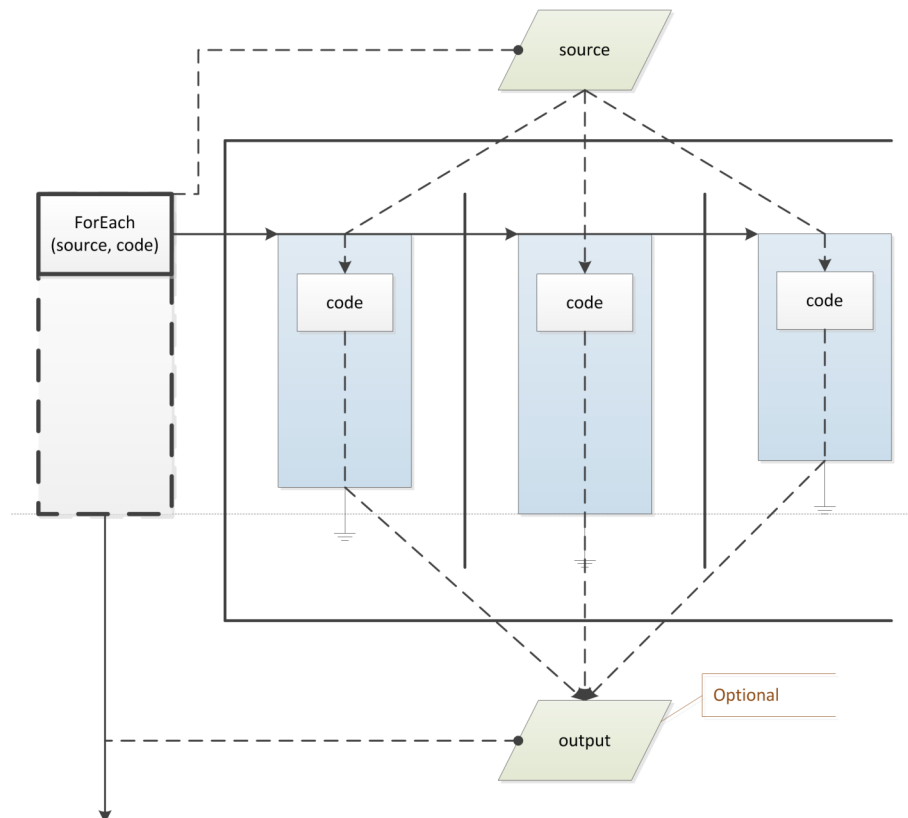 source
ForEach
(source, code)
code
code
code
Optional
output